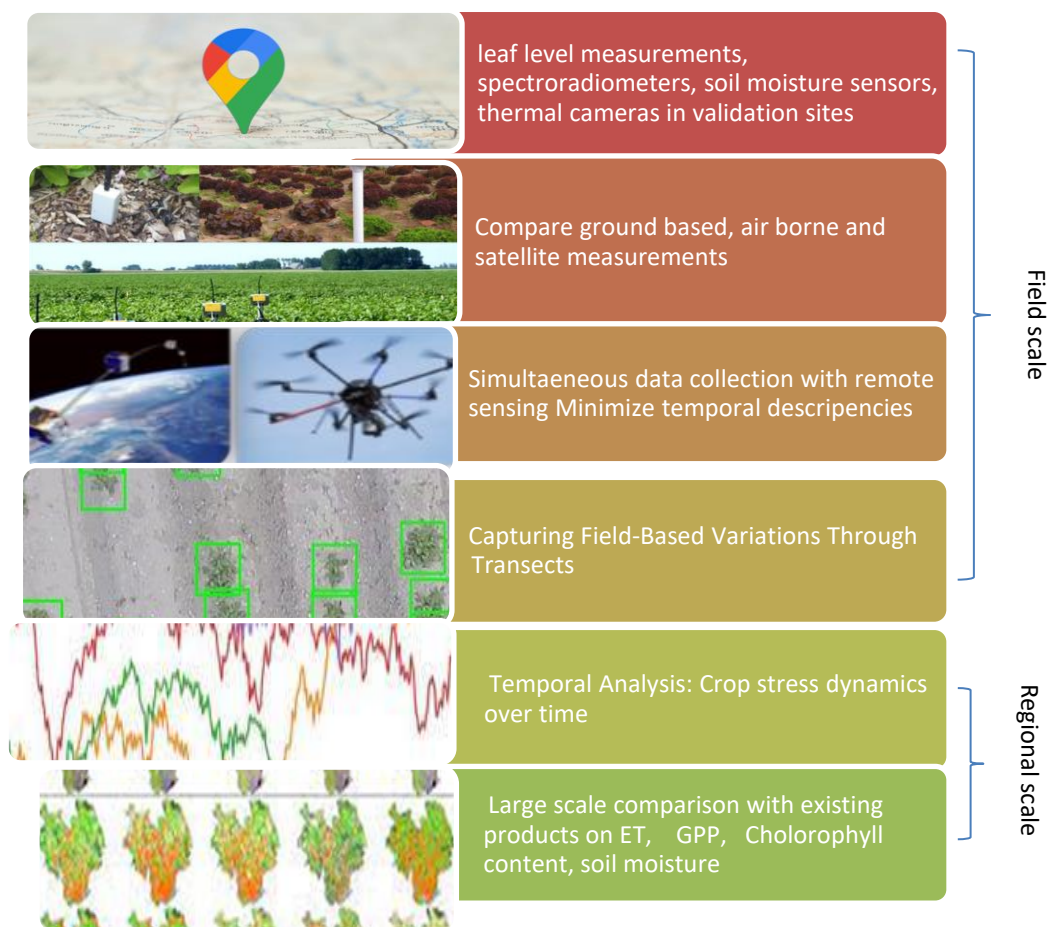 leaf level measurements,
spectroradiometers, soil moisture sensors,
thermal cameras in validation sites
Compare ground based, air borne and
satellite measurements
Simultaeneous data collection with remote
sensing Minimize temporal descripencies
Capturing Field-Based Variations Through
Transects
Field scale
Temporal Analysis: Crop stress dynamics
over time
Large scale comparison with existing
products on ET, GPP, Cholorophyll
content, soil moisture
Regional scale